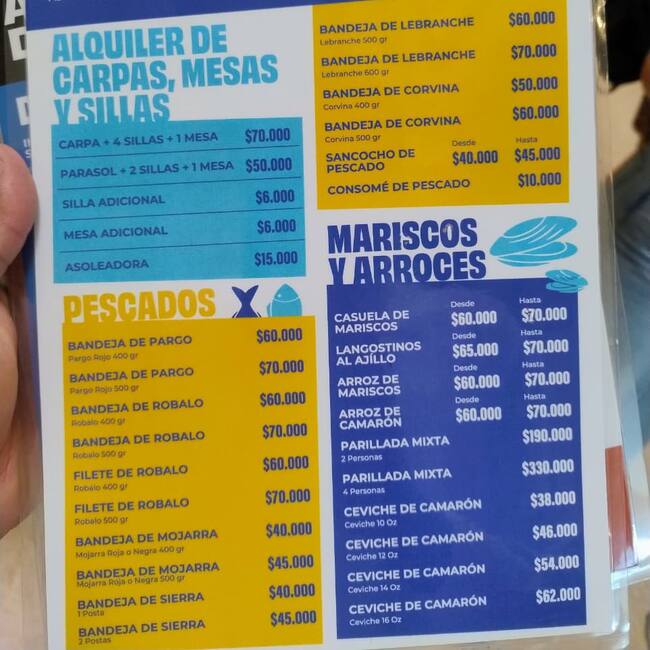 ALQUILER DE
CARPAS, MESAS
Y SILLAS
CARPA + 4 SILLAS + 1 MESA $70.000
PARASOL + 2 SILLAS + 1 MESA $50.000
SILLA ADICIONAL $6.000
MESA ADICIONAL $6.000
ASOLEADORA $15.000
PESCADOS
BANDEJA DE PARGO $60.000
Pargo Rojo 400 gr
BANDEJA DE PARGO $70.000
Pargo Rojo 500 gr
BANDEJA DE ROBALO $60.000
Robalo 400 gr
BANDEJA DE ROBALO $70.000
Robalo 500 gr
FILETE DE ROBALO $60.000
Robalo 400 gr
FILETE DE ROBALO $70.000
Robalo 500 gr
BANDEJA DE MOJARRA $40.000
Mojarra Roja o Negra 400 gr
BANDEJA DE MOJARRA $45.000
Mojarra Roja o Negra 500 gr
BANDEJA DE SIERRA $40.000
1 Posta
BANDEJA DE SIERRA $45.000
2 Postas
BANDEJA DE LEBRANCHE $60.000
Lebranche 500 gr
BANDEJA DE LEBRANCHE $70.000
Lebranche 600 gr
BANDEJA DE CORVINA $50.000
Corvina 400 gr
BANDEJA DE CORVINA $60.000
Corvina 500 gr
Desde Hasta
SANCOCHO DE $40.000 $45.000
PESCADO
CONSOMÉ DE PESCADO $10.000
MARISCOS
Y ARROCES
Desde Hasta
CASUELA DE $60.000 $70.000
MARISCOS
Desde Hasta
LANGOSTINOS $65.000 $70.000
AL AJÍLLO
Desde Hasta
ARROZ DE $60.000 $70.000
MARISCOS
Desde Hasta
ARROZ DE $60.000 $70.000
CAMARÓN
PARILLADA MIXTA $190.000
2 Personas
PARILLADA MIXTA $330.000
4 Personas
CEVICHE DE CAMARÓN $38.000
Ceviche 10 Oz
CEVICHE DE CAMARÓN $46.000
Ceviche 12 Oz
CEVICHE DE CAMARÓN $54.000
Ceviche 14 Oz
CEVICHE DE CAMARÓN $62.000
Ceviche 16 Oz